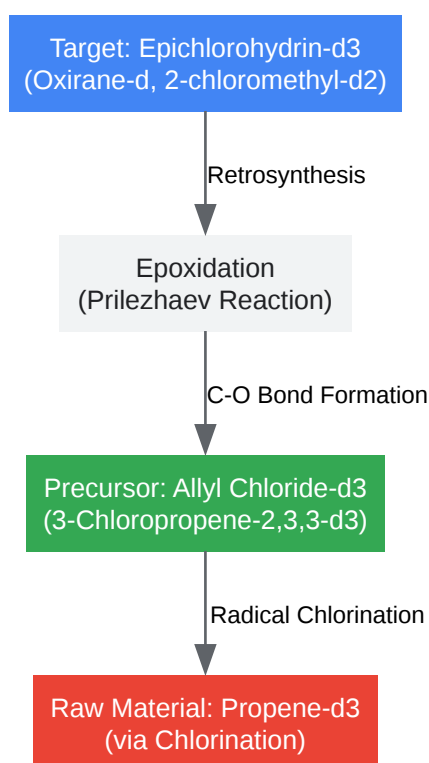 Target: Epichlorohydrin-d3
(Oxirane-d, 2-chloromethyl-d2)
Retrosynthesis
Epoxidation
(Prilezhaev Reaction)
C-O Bond Formation
Precursor: Allyl Chloride-d3
(3-Chloropropene-2,3,3-d3)
Radical Chlorination
Raw Material: Propene-d3
(via Chlorination)